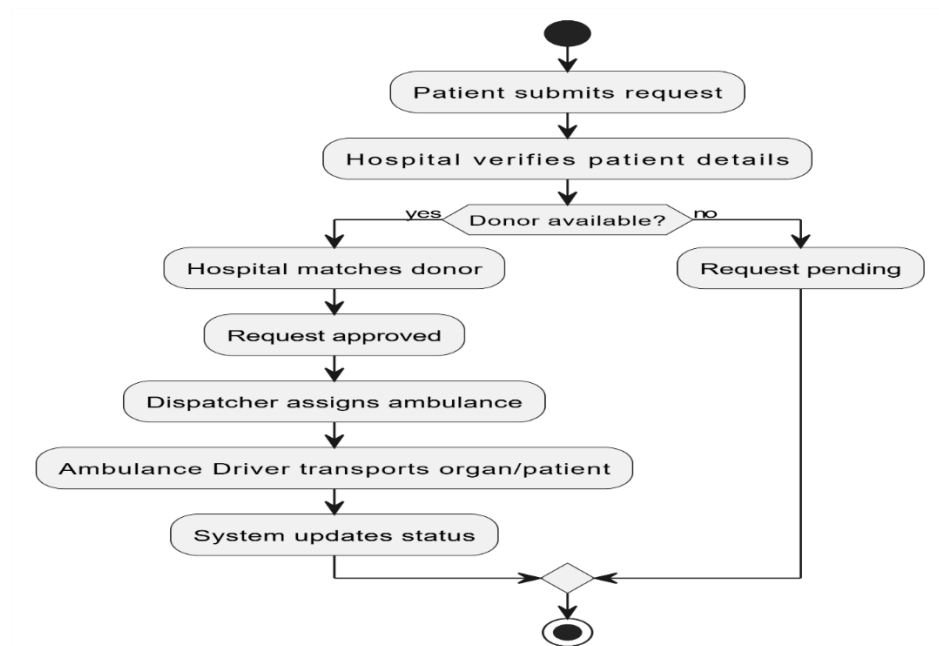 Patient submits request
Hospital verifies patient details
yes
Donor available?
no
Hospital matches donor
Request pending
Request approved
Dispatcher assigns ambulance
Ambulance Driver transports organ/patient
System updates status